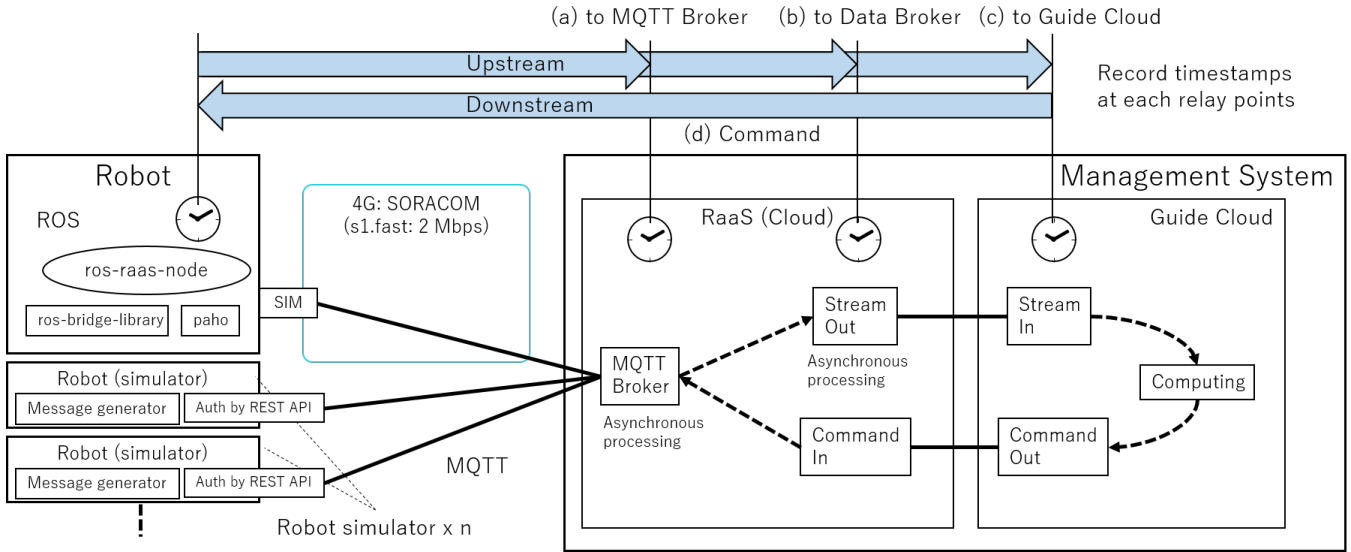 (a) to MQTT Broker
(b) to Data Broker
(c) to Guide Cloud
Upstream
Downstream
(d) Command
Record timestamps
at each relay points
Robot
ROS
ros-raas-node
ros-bridge-library
paho
SIM
4G: SORACOM
(s1.fast: 2 Mbps)
Robot (simulator)
Message generator
Auth by REST API
Robot (simulator)
Message generator
Auth by REST API
Robot simulator x n
MQTT
Management System
RaaS (Cloud)
MQTT
Broker
Asynchronous
processing
Stream
Out
Asynchronous
processing
Command
In
Guide Cloud
Stream
In
Computing
Command
Out